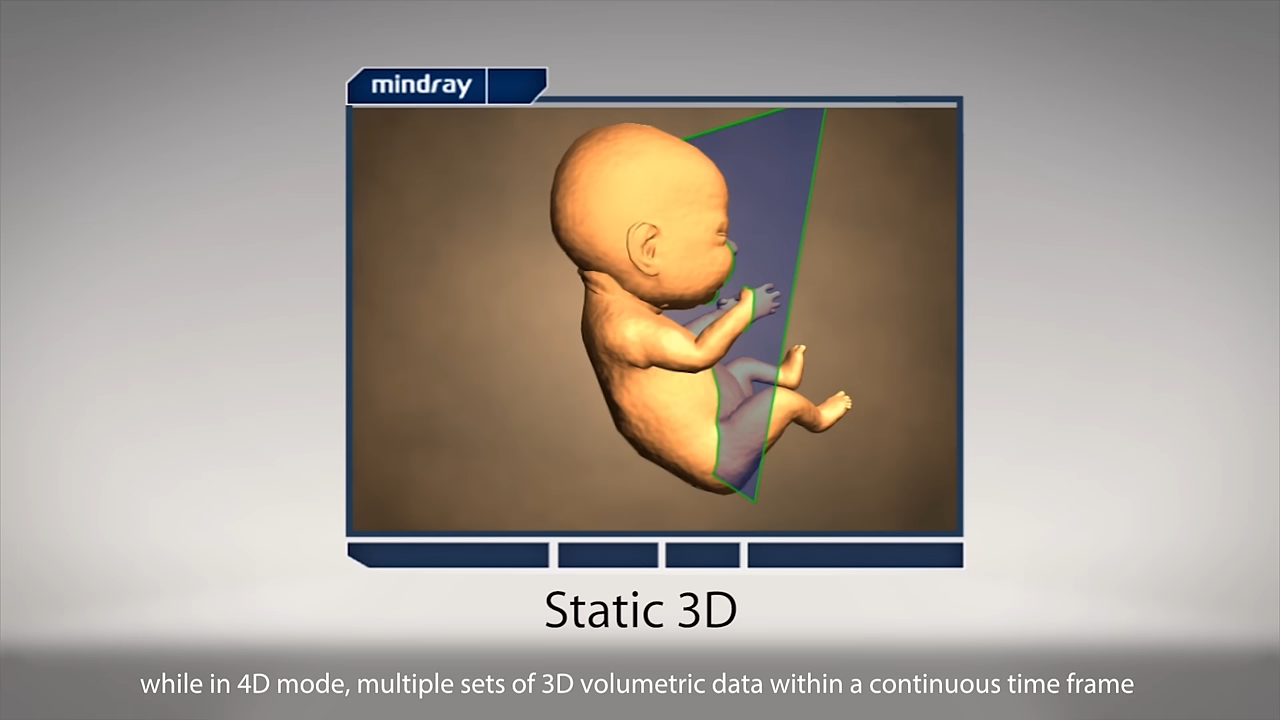 mindray
Static 3D
while in 4D mode, multiple sets of 3D volumetric data within a continuous time frame